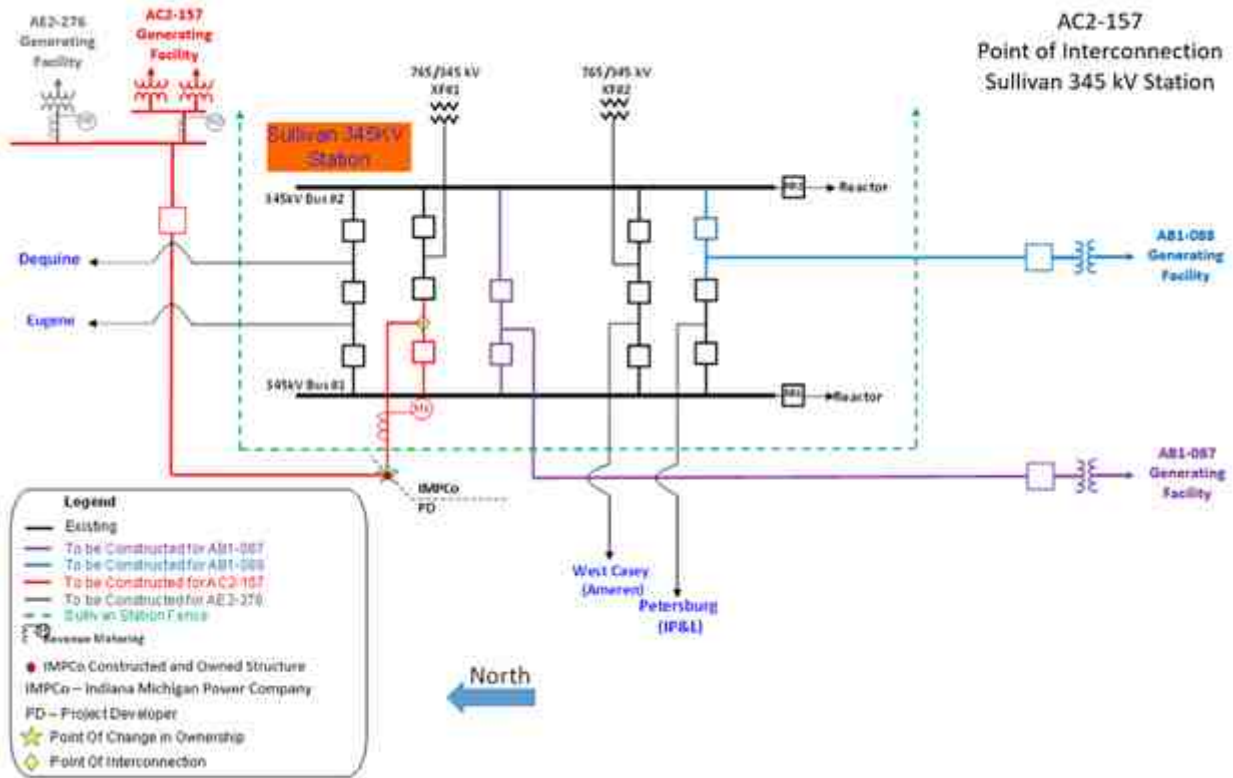 AC2-157
Point of Interconnection
Sullivan 345 kV Station
AE2-276
Generating
Facility
AC2-157
Generating
Facility
765/345 kV
XF#1
765/345 kV
XF#2
Sullivan 345KV
Station
345kV Bus #2
Reactor
Dequine
Eugene
AB1-088
Generating
Facility
345kV Bus #1
Reactor
AB1-087
Generating
Facility
IMPCo
PD
West Casey
(Ameren)
Petersburg
(IP&L)
North
Legend
Existing
To be Constructed for AB1-087
To be Constructed for AB1-088
To be Constructed for AC2-157
To be Constructed for AE2-276
Sullivan Station Fence
Revenue Metering
IMPCo Constructed and Owned Structure
IMPCo – Indiana Michigan Power Company
PD – Project Developer
Point Of Change in Ownership
Point Of Interconnection